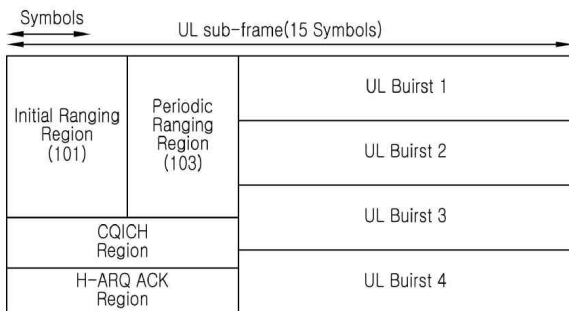 Symbols
UL sub-frame(15 Symbols)
Initial Ranging
Region
(101)
Periodic
Ranging
Region
(103)
CQICH
Region
H-ARQ ACK
Region
UL Buirst 1
UL Buirst 2
UL Buirst 3
UL Buirst 4